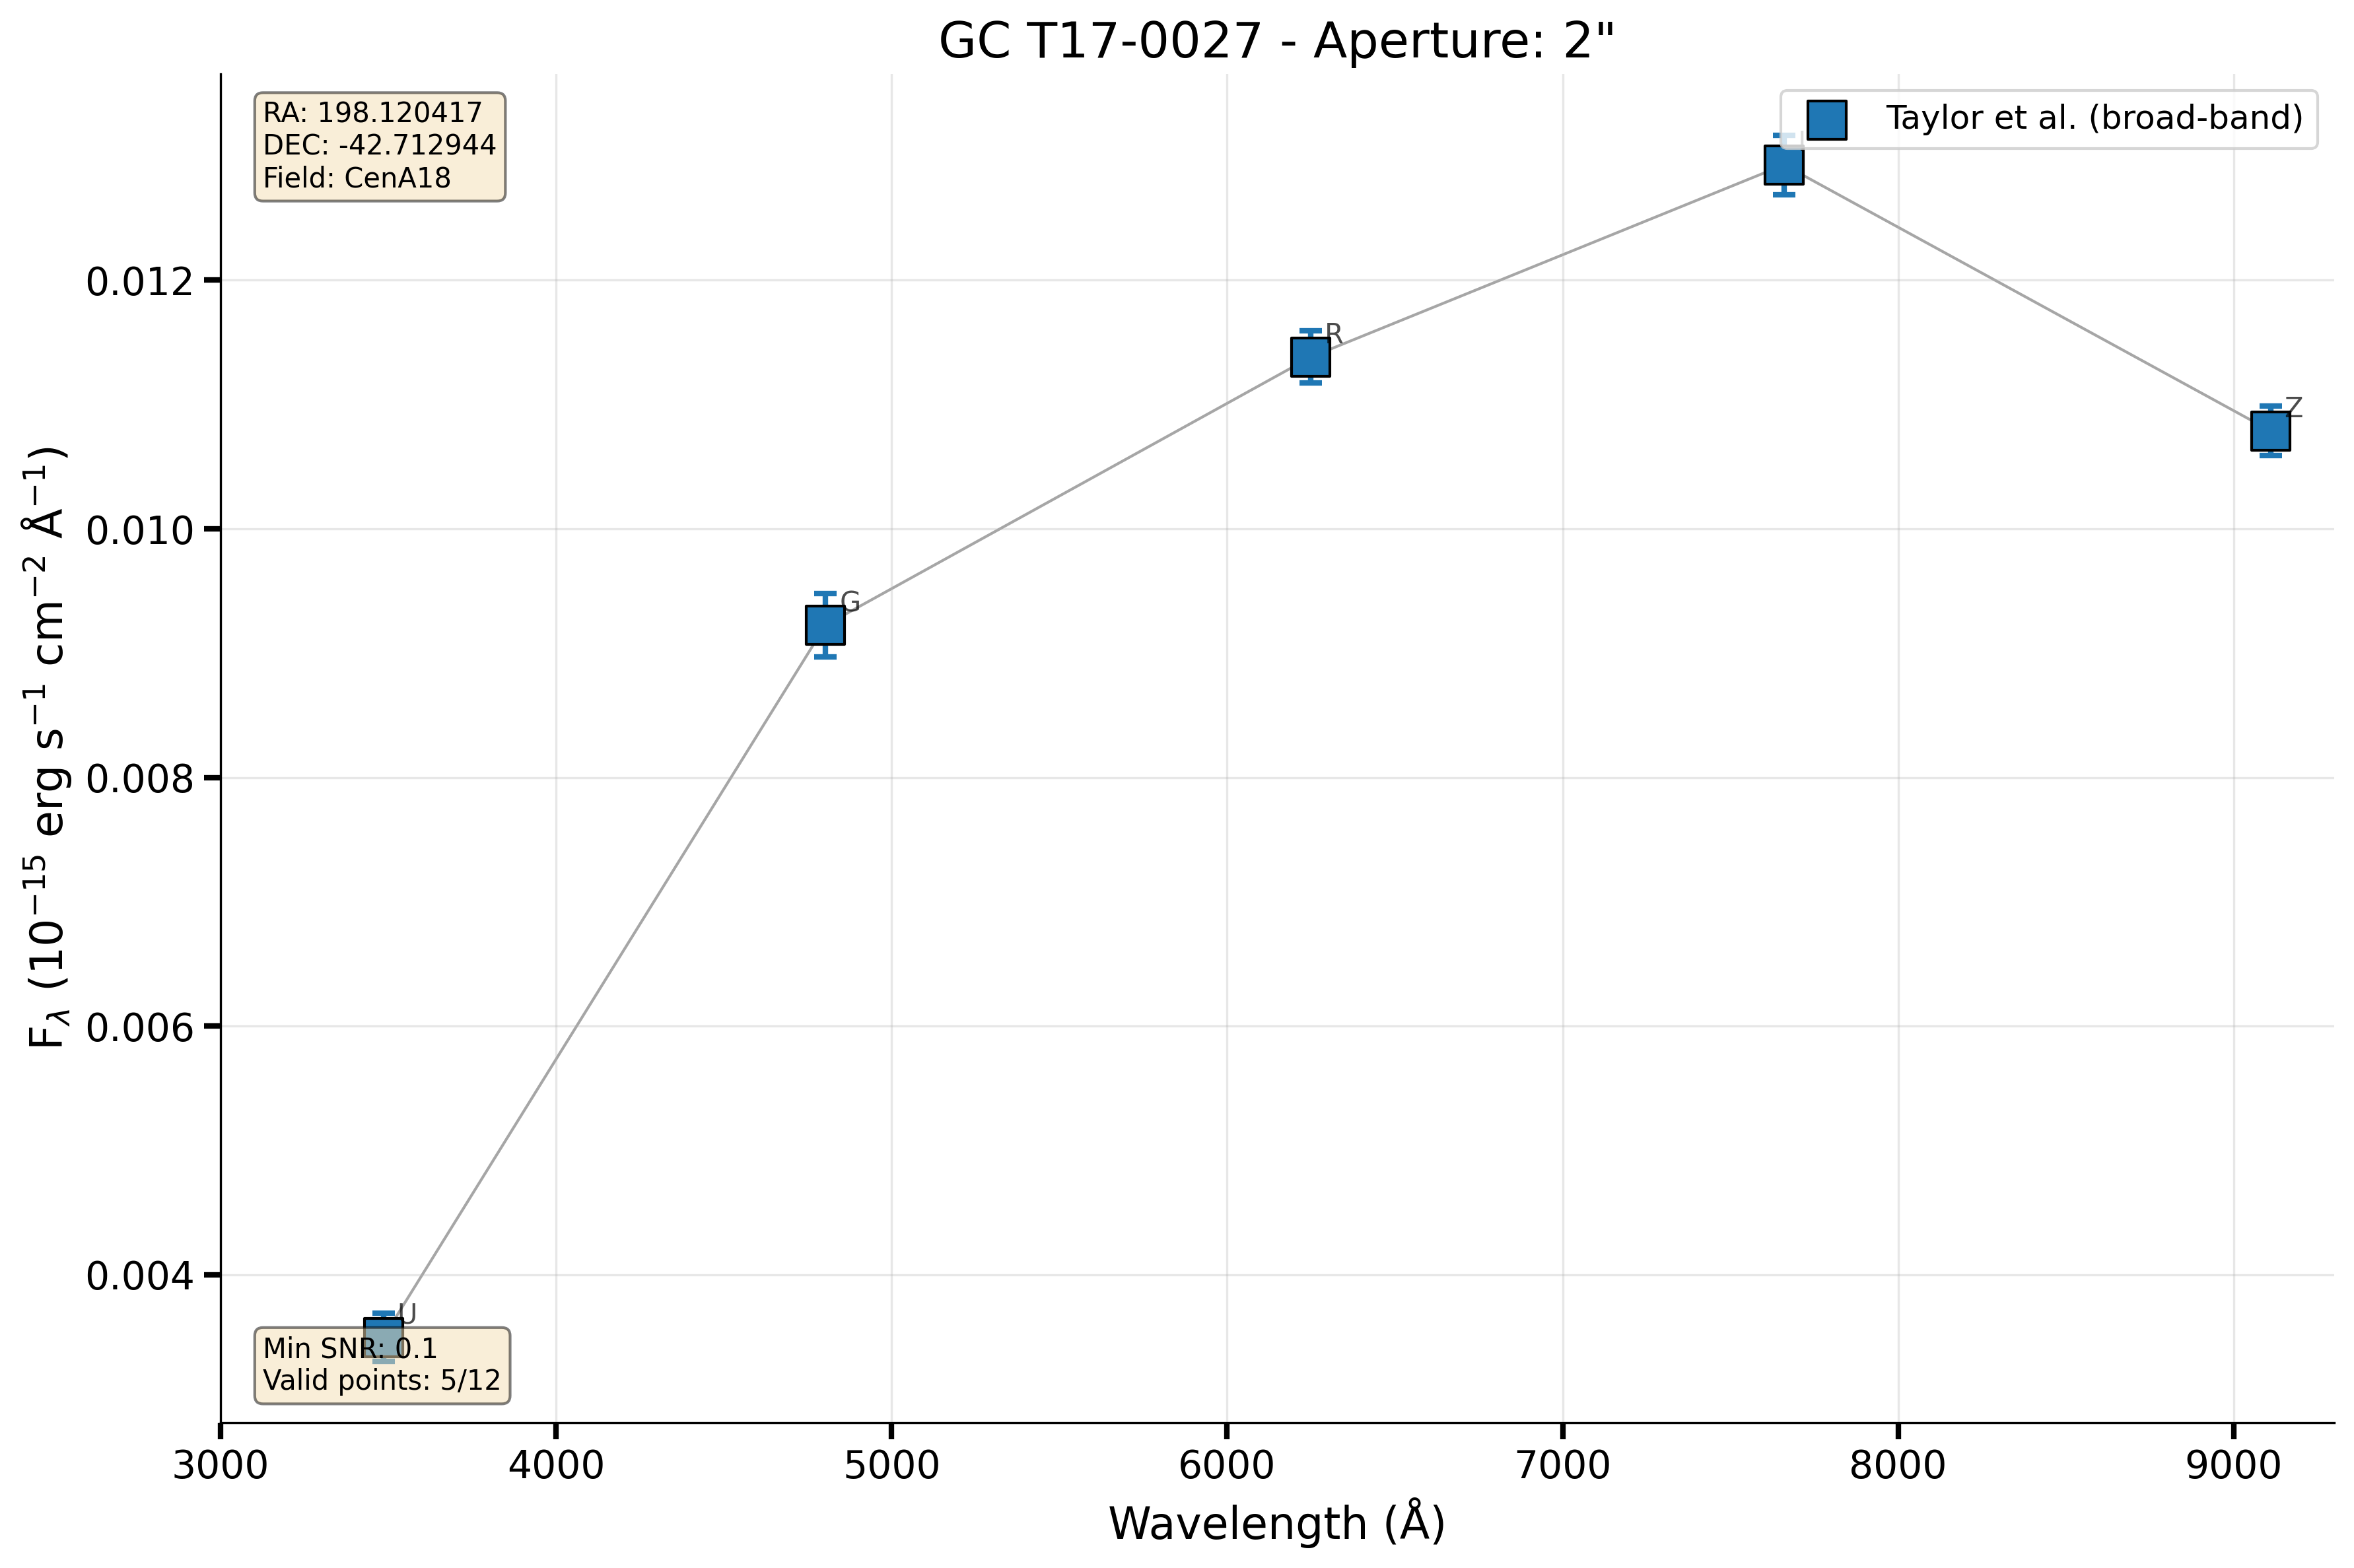 GC T17-0027 - Aperture: 2"
RA: 198.120417
DEC: -42.712944
Field: CenA18
Taylor et al. (broad-band)
I
R
Z
G
U
Min SNR: 0.1
Valid points: 5/12
0.012
0.010
0.008
0.006
0.004
F_λ (10⁻¹⁵ erg s⁻¹ cm⁻² Å⁻¹)
3000 4000 5000 6000 7000 8000 9000
Wavelength (Å)